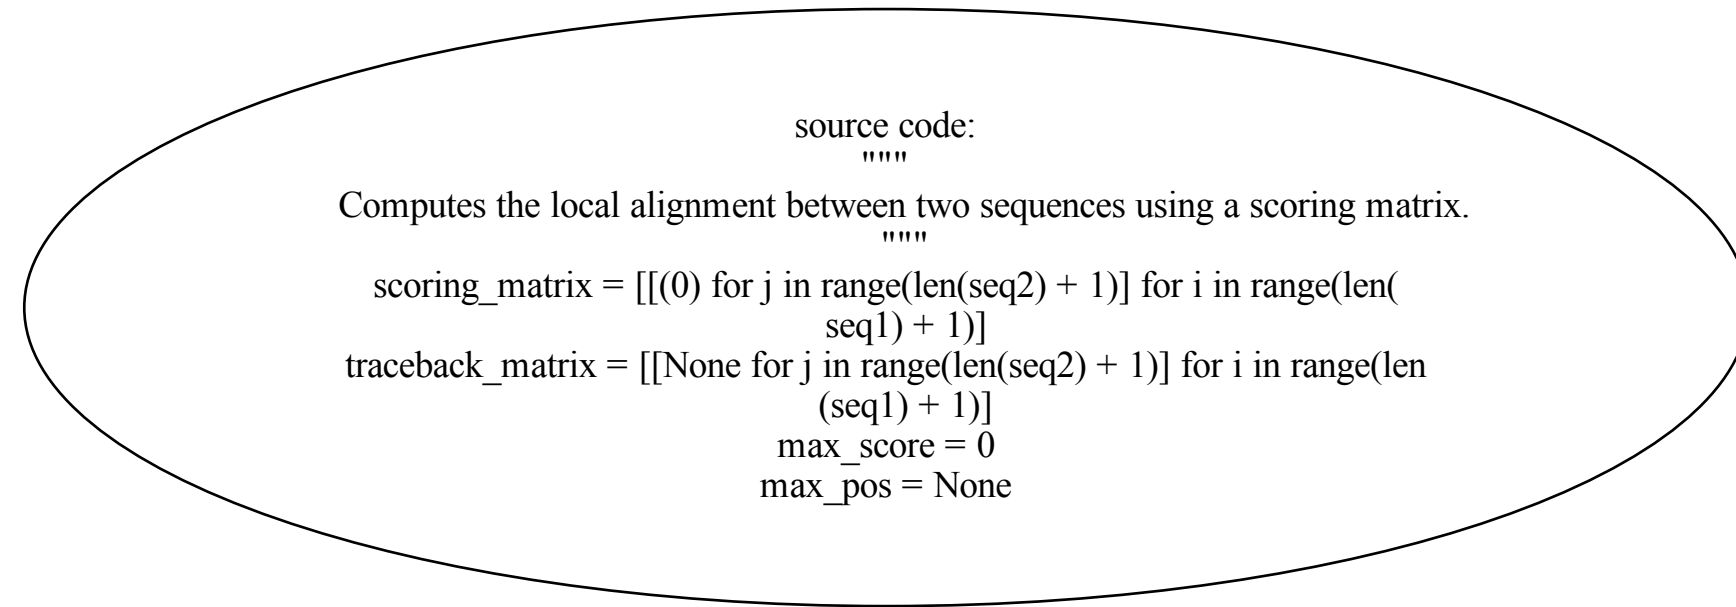 source code:
"""
Computes the local alignment between two sequences using a scoring matrix.
"""
scoring_matrix = [[(0) for j in range(len(seq2) + 1)] for i in range(len(
seq1) + 1)]
traceback_matrix = [[None for j in range(len(seq2) + 1)] for i in range(len
(seq1) + 1)]
max_score = 0
max_pos = None